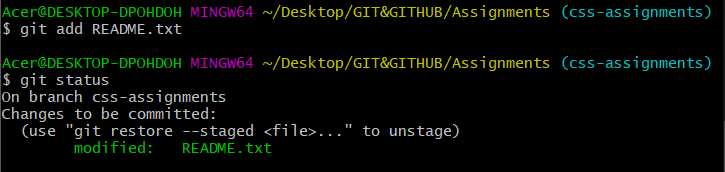 Acer@DESKTOP-DPOHDOH MINGW64 ~/Desktop/GIT&GITHUB/Assignments (css-assignments)
$ git add README.txt
Acer@DESKTOP-DPOHDOH MINGW64 ~/Desktop/GIT&GITHUB/Assignments (css-assignments)
$ git status
On branch css-assignments
Changes to be committed:
  (use "git restore --staged <file>..." to unstage)
        modified:   README.txt